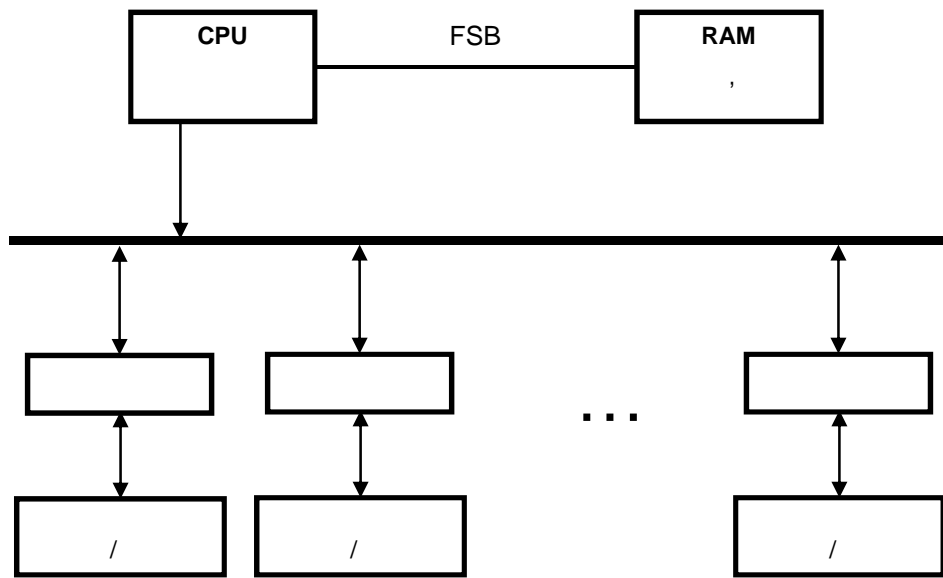 CPU
FSB
RAM
,
. . .
/
/
/